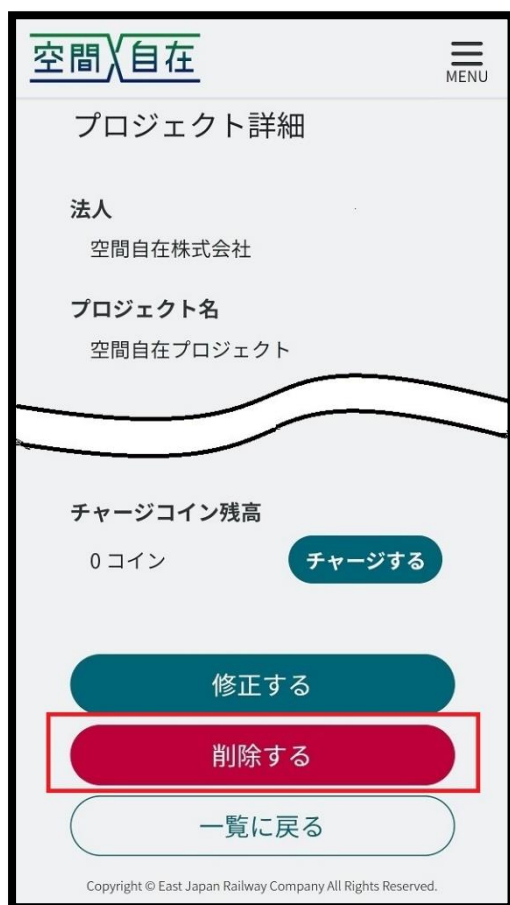 空間自在
MENU
プロジェクト詳細
法人
空間自在株式会社
プロジェクト名
空間自在プロジェクト
チャージコイン残高
0 コイン
チャージする
修正する
削除する
一覧に戻る
Copyright © East Japan Railway Company All Rights Reserved.